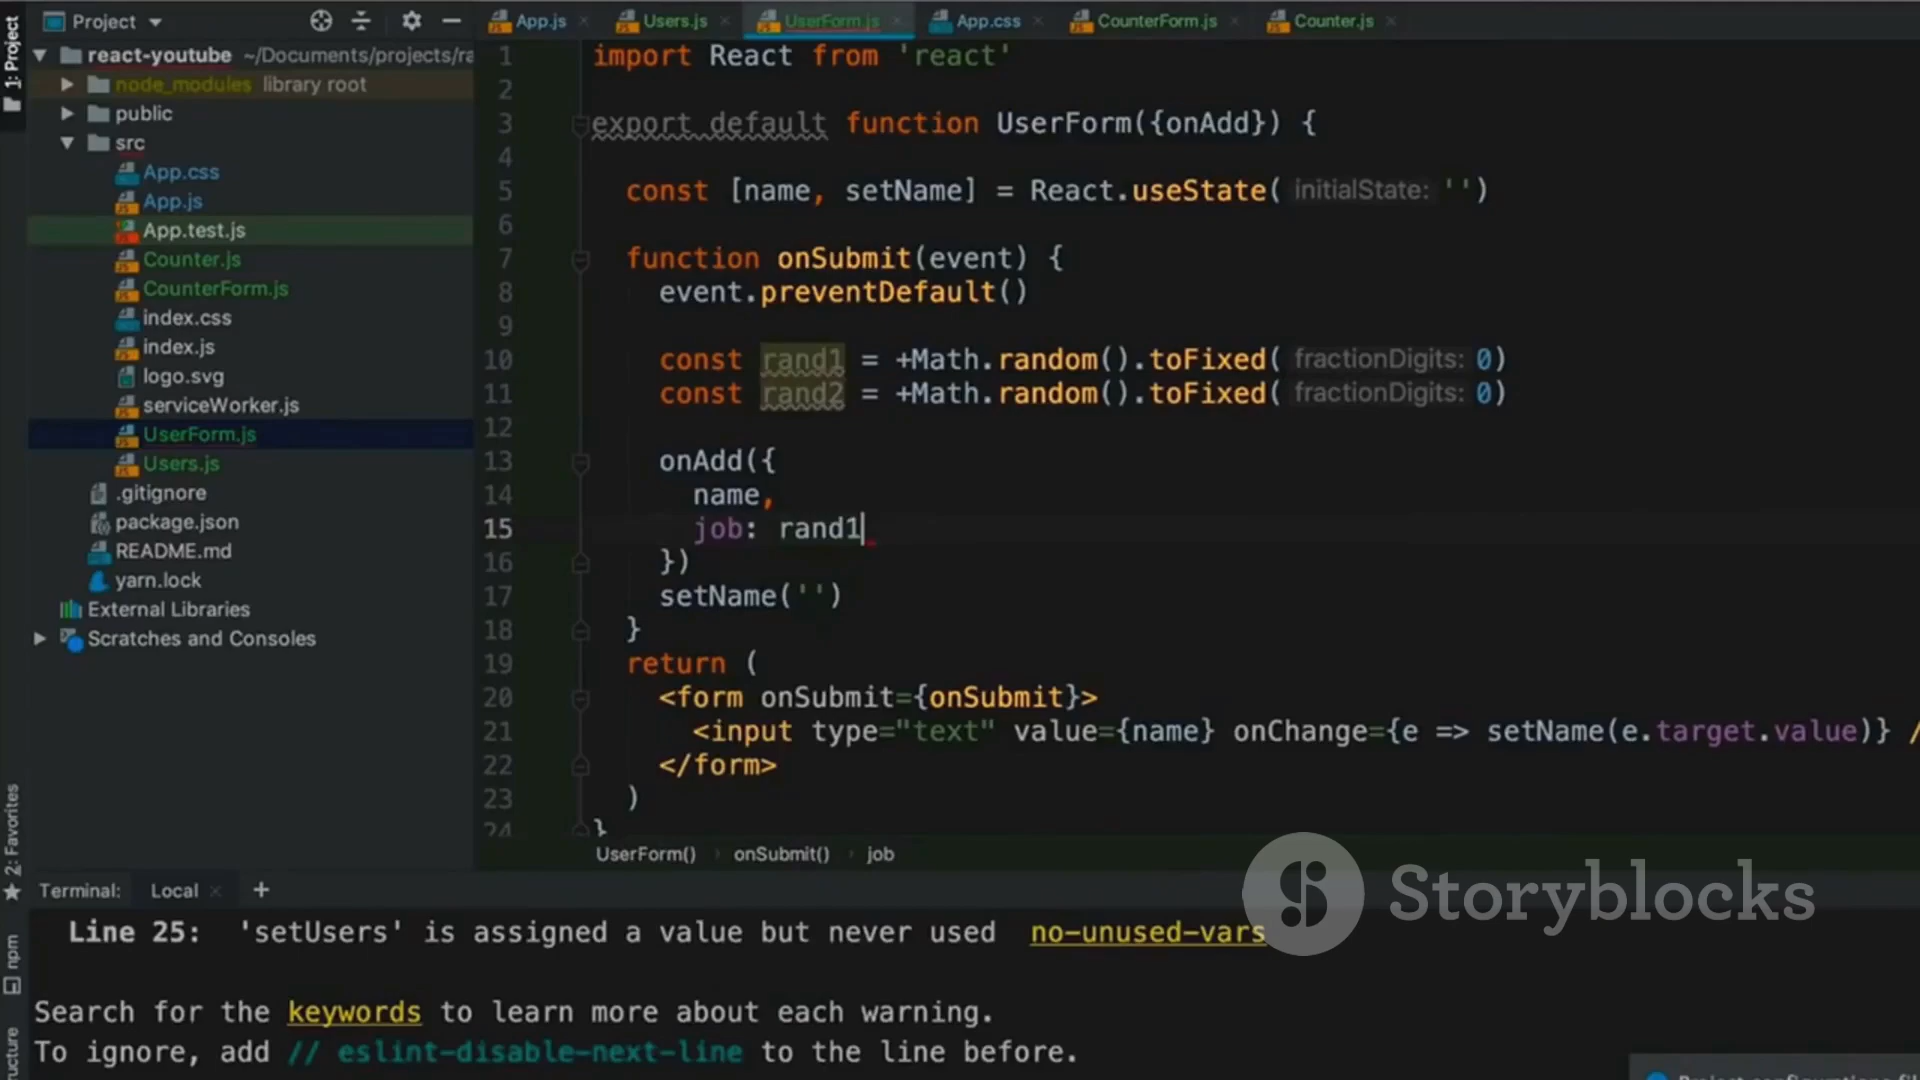 1: Project
Project
react-youtube ~/Documents/projects/ra
node_modules library root
public
src
App.css
App.js
App.test.js
Counter.js
CounterForm.js
index.css
index.js
logo.svg
serviceWorker.js
UserForm.js
Users.js
.gitignore
package.json
README.md
yarn.lock
External Libraries
Scratches and Consoles
App.js Users.js UserForm.js App.css CounterForm.js Counter.js
1 import React from 'react'
2
3 export default function UserForm({onAdd}) {
4
5 const [name, setName] = React.useState( initialState: '')
6
7 function onSubmit(event) {
8 event.preventDefault()
9
10 const rand1 = +Math.random().toFixed( fractionDigits: 0)
11 const rand2 = +Math.random().toFixed( fractionDigits: 0)
12
13 onAdd({
14 name,
15 job: rand1
16 })
17 setName('')
18 }
19 return (
20 <form onSubmit={onSubmit}>
21 <input type="text" value={name} onChange={e => setName(e.target.value)} /
22 </form>
23 )
24 }
UserForm() onSubmit() job
2: Favorites
npm
ructure
Storyblocks
Terminal: Local +
Line 25: 'setUsers' is assigned a value but never used no-unused-vars
Search for the keywords to learn more about each warning.
To ignore, add // eslint-disable-next-line to the line before.